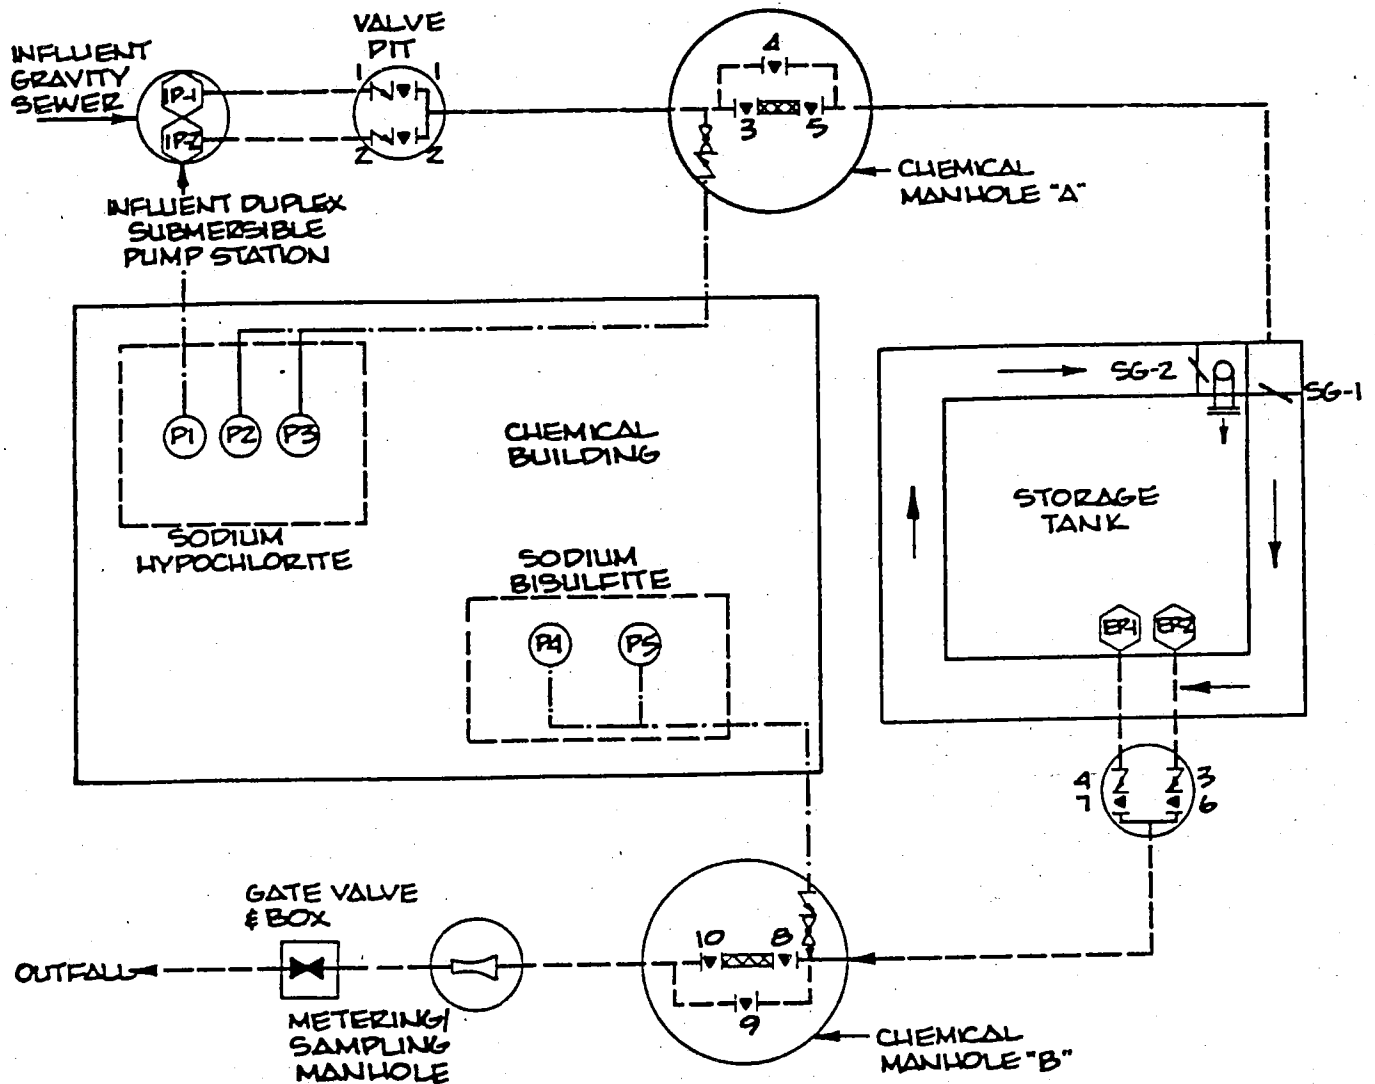 INFLUENT
GRAVITY
SEWER
IP-1
IP-2
VALVE
PIT
1 1
2 2
4
3 5
CHEMICAL
MANHOLE "A"
INFLUENT DUPLEX
SUBMERSIBLE
PUMP STATION
P1 P2 P3
SODIUM
HYPOCHLORITE
CHEMICAL
BUILDING
SODIUM
BISULFITE
P4 P5
SG-2
SG-1
STORAGE
TANK
EP-1 EP-2
4 3
7 6
GATE VALVE
& BOX
10 8
9
OUTFALL
METERING/
SAMPLING
MANHOLE
CHEMICAL
MANHOLE "B"